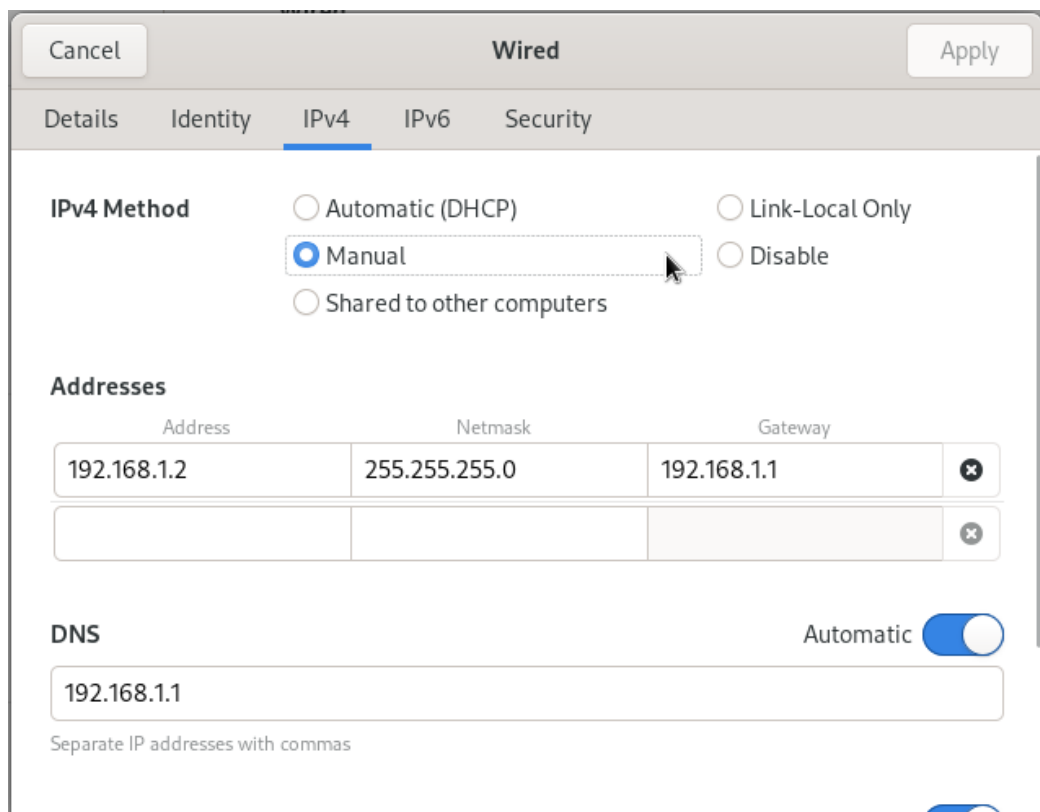 Cancel Wired Apply
Details Identity IPv4 IPv6 Security
IPv4 Method Automatic (DHCP) Link-Local Only
Manual Disable
Shared to other computers
Addresses
Address Netmask Gateway
192.168.1.2 255.255.255.0 192.168.1.1
DNS Automatic
192.168.1.1
Separate IP addresses with commas